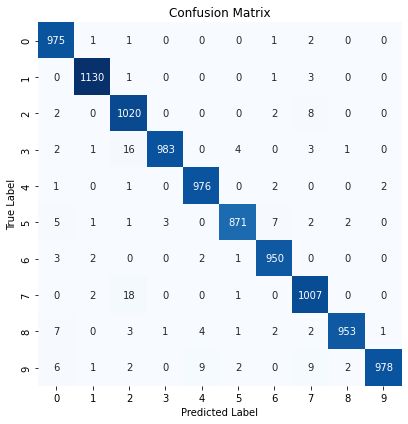 Confusion Matrix
True Label
0 975 1 1 0 0 0 1 2 0 0
1 0 1130 1 0 0 0 1 3 0 0
2 2 0 1020 0 0 0 2 8 0 0
3 2 1 16 983 0 4 0 3 1 0
4 1 0 1 0 976 0 2 0 0 2
5 5 1 1 3 0 871 7 2 2 0
6 3 2 0 0 2 1 950 0 0 0
7 0 2 18 0 0 1 0 1007 0 0
8 7 0 3 1 4 1 2 2 953 1
9 6 1 2 0 9 2 0 9 2 978
0 1 2 3 4 5 6 7 8 9
Predicted Label